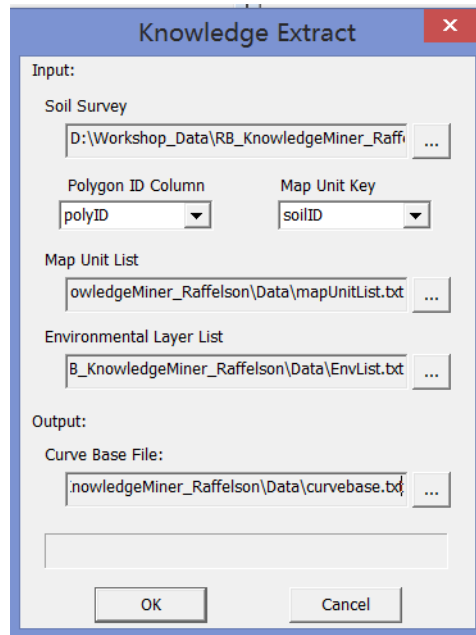 Knowledge Extract
Input:
Soil Survey
D:\Workshop_Data\RB_KnowledgeMiner_Raff ...
Polygon ID Column Map Unit Key
polyID soilID
Map Unit List
owledgeMiner_Raffelson\Data\mapUnitList.txt ...
Environmental Layer List
B_KnowledgeMiner_Raffelson\Data\EnvList.txt ...
Output:
Curve Base File:
nowledgeMiner_Raffelson\Data\curvebase.txt ...
OK Cancel